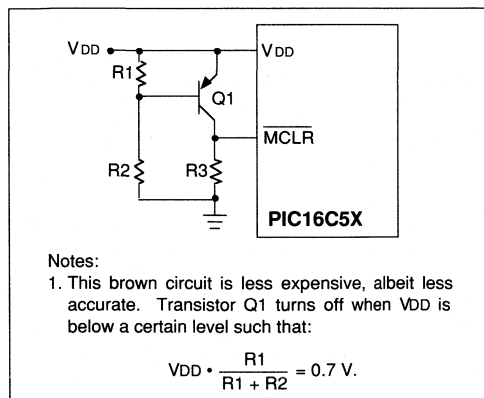 VDD
VDD
R1
Q1
MCLR
R2
R3
PIC16C5X
Notes:
1. This brown circuit is less expensive, albeit less
accurate. Transistor Q1 turns off when VDD is
below a certain level such that:
VDD • R1 / R1 + R2 = 0.7 V.